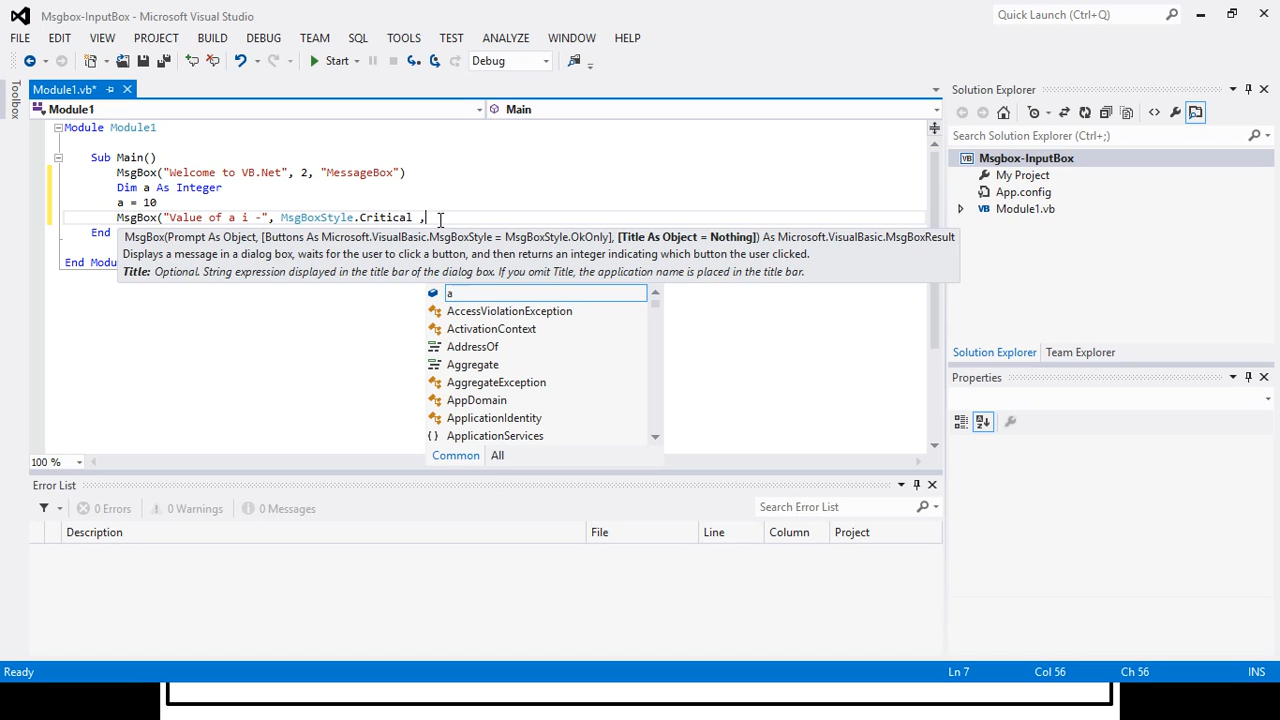 Msgbox-InputBox - Microsoft Visual Studio
Quick Launch (Ctrl+Q)
FILE EDIT VIEW PROJECT BUILD DEBUG TEAM SQL TOOLS TEST ANALYZE WINDOW HELP
Start Debug
Toolbox
Module1.vb*
Module1 Main
Module Module1
Sub Main()
MsgBox("Welcome to VB.Net", 2, "MessageBox")
Dim a As Integer
a = 10
MsgBox("Value of a i -", MsgBoxStyle.Critical ,
End
End Modu
MsgBox(Prompt As Object, [Buttons As Microsoft.VisualBasic.MsgBoxStyle = MsgBoxStyle.OkOnly], [Title As Object = Nothing]) As Microsoft.VisualBasic.MsgBoxResult
Displays a message in a dialog box, waits for the user to click a button, and then returns an integer indicating which button the user clicked.
Title: Optional. String expression displayed in the title bar of the dialog box. If you omit Title, the application name is placed in the title bar.
a
AccessViolationException
ActivationContext
AddressOf
Aggregate
AggregateException
AppDomain
ApplicationIdentity
{ } ApplicationServices
Common All
100 %
Solution Explorer
Search Solution Explorer (Ctrl+;)
VB Msgbox-InputBox
My Project
App.config
Module1.vb
Solution Explorer Team Explorer
Properties
Error List
0 Errors 0 Warnings 0 Messages
Search Error List
Description File Line Column Project
Ready Ln 7 Col 56 Ch 56 INS